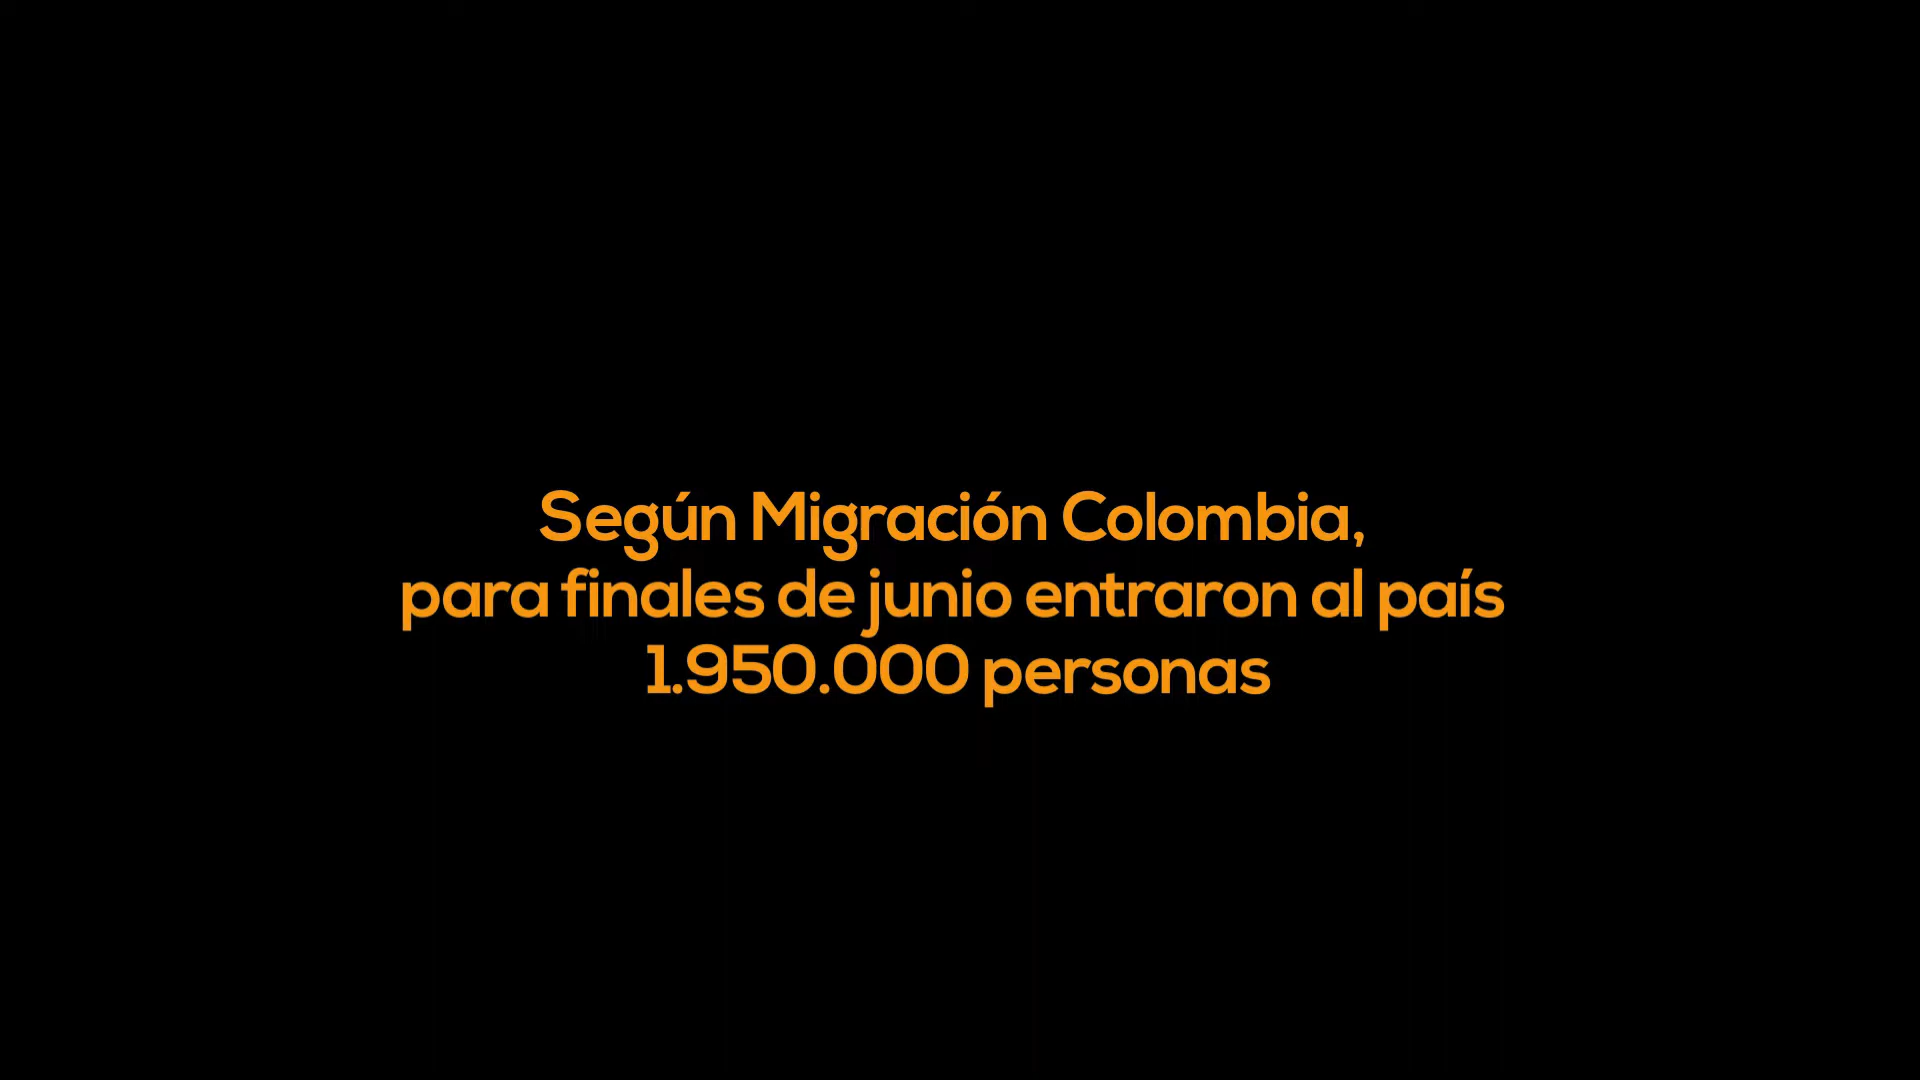 Según Migración Colombia,
para finales de junio entraron al país
1.950.000 personas